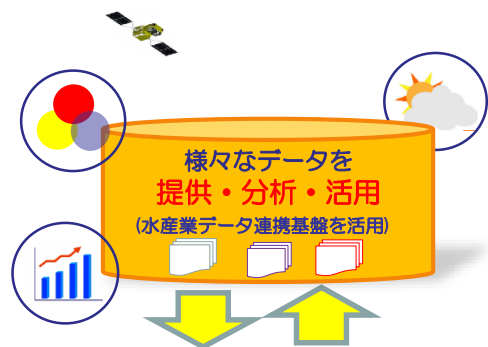 様々なデータを
提供・分析・活用
(水産業データ連携基盤を活用)